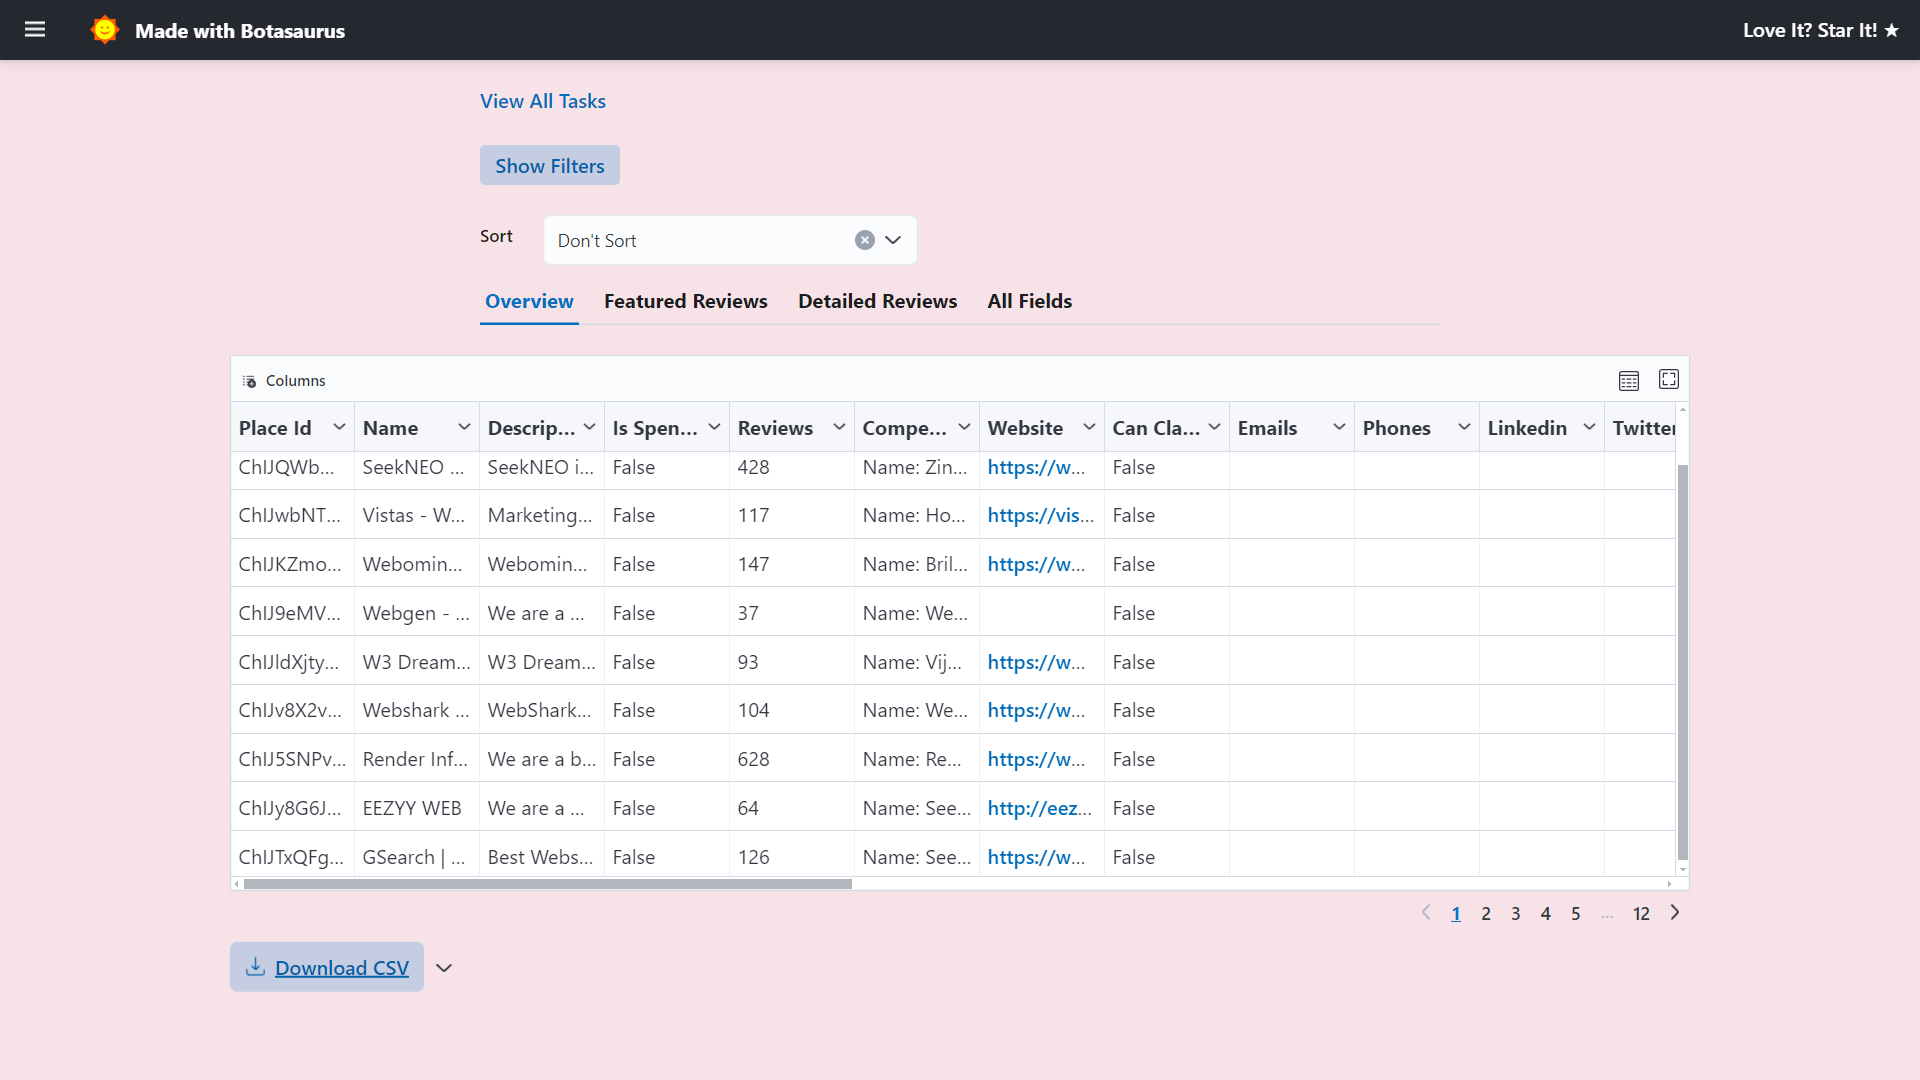 Made with Botasaurus
Love It? Star It! ★
View All Tasks
Show Filters
Sort
Don't Sort
Overview Featured Reviews Detailed Reviews All Fields
Columns
Place Id Name Descrip... Is Spen... Reviews Compe... Website Can Cla... Emails Phones Linkedin Twitter
ChIJQWb... SeekNEO ... SeekNEO i... False 428 Name: Zin... https://w... False
ChIJwbNT... Vistas - W... Marketing... False 117 Name: Ho... https://vis... False
ChIJKZmo... Webomin... Webomin... False 147 Name: Bril... https://w... False
ChIJ9eMV... Webgen - ... We are a ... False 37 Name: We... False
ChIJldXjty... W3 Dream... W3 Dream... False 93 Name: Vij... https://w... False
ChIJv8X2v... Webshark ... WebShark... False 104 Name: We... https://w... False
ChIJ5SNPv... Render Inf... We are a b... False 628 Name: Re... https://w... False
ChIJy8G6J... EEZYY WEB We are a ... False 64 Name: See... http://eez... False
ChIJTxQFg... GSearch | ... Best Webs... False 126 Name: See... https://w... False
1 2 3 4 5 ... 12
Download CSV